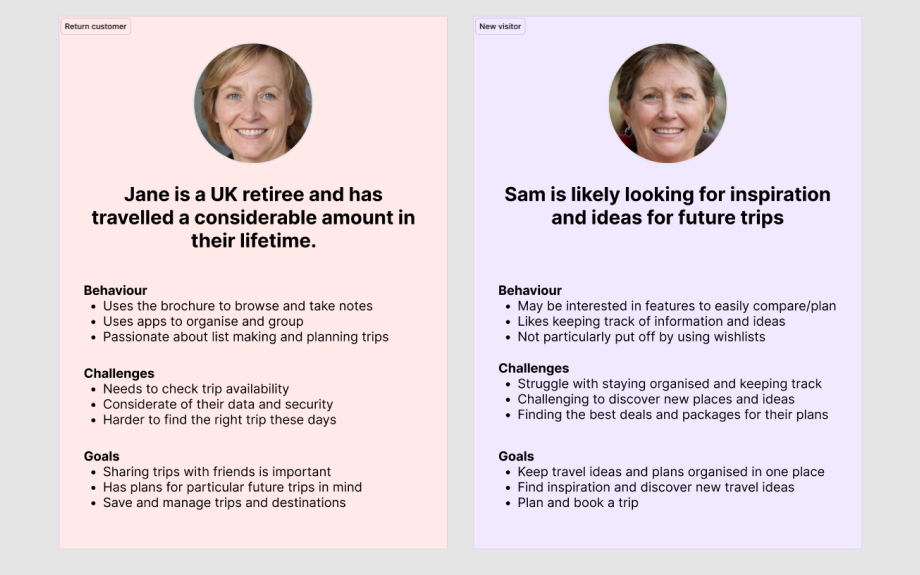 Return customer
Jane is a UK retiree and has
travelled a considerable amount in
their lifetime.
Behaviour
• Uses the brochure to browse and take notes
• Uses apps to organise and group
• Passionate about list making and planning trips
Challenges
• Needs to check trip availability
• Considerate of their data and security
• Harder to find the right trip these days
Goals
• Sharing trips with friends is important
• Has plans for particular future trips in mind
• Save and manage trips and destinations
New visitor
Sam is likely looking for inspiration
and ideas for future trips
Behaviour
• May be interested in features to easily compare/plan
• Likes keeping track of information and ideas
• Not particularly put off by using wishlists
Challenges
• Struggle with staying organised and keeping track
• Challenging to discover new places and ideas
• Finding the best deals and packages for their plans
Goals
• Keep travel ideas and plans organised in one place
• Find inspiration and discover new travel ideas
• Plan and book a trip